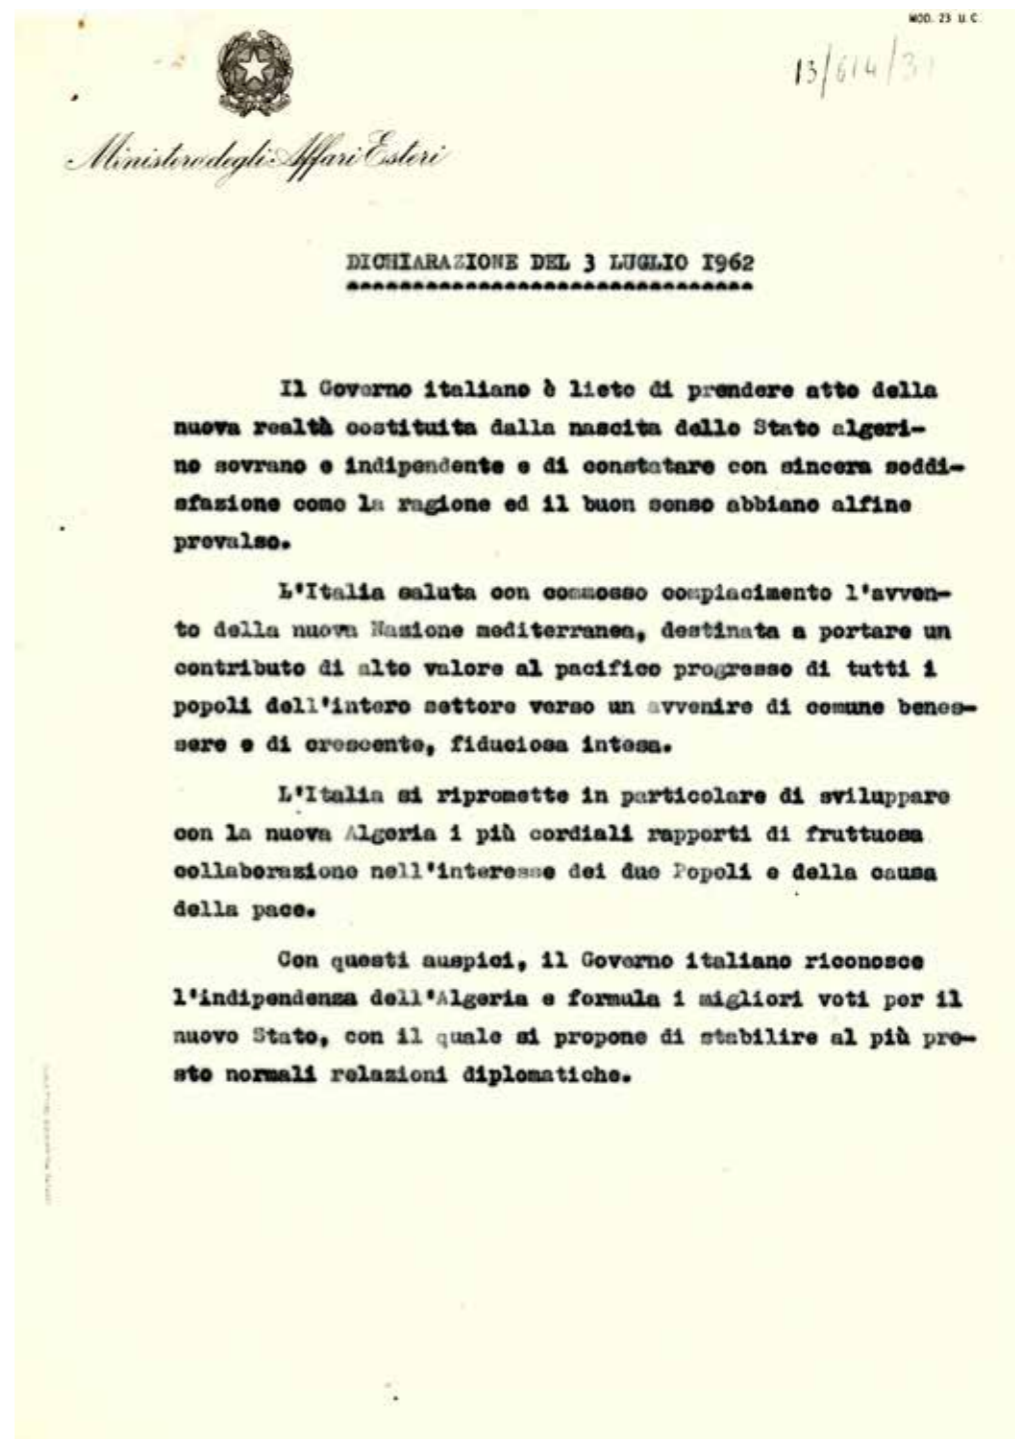 MOD. 23 U. C.
13/614/31
Ministero degli Affari Esteri
DICHIARAZIONE DEL 3 LUGLIO I962
Il Governo italiano è lieto di prendere atto della
nuova realtà costituita dalla nascita dello Stato algeri-
no sovrano e indipendente e di constatare con sincera soddi-
sfazione come la ragione ed il buon senso abbiano alfine
prevalso.
L'Italia saluta con commosso compiacimento l'avven-
to della nuova Nazione mediterranea, destinata a portare un
contributo di alto valore al pacifico progresso di tutti i
popoli dell'intero settore verso un avvenire di comune benes-
sere e di crescente, fiduciosa intesa.
L'Italia si ripromette in particolare di sviluppare
con la nuova Algeria i più cordiali rapporti di fruttuosa
collaborazione nell'interesse dei due Popoli e della causa
della pace.
Con questi auspici, il Governo italiano riconosce
l'indipendenza dell'Algeria e formula i migliori voti per il
nuovo Stato, con il quale si propone di stabilire al più pre-
sto normali relazioni diplomatiche.